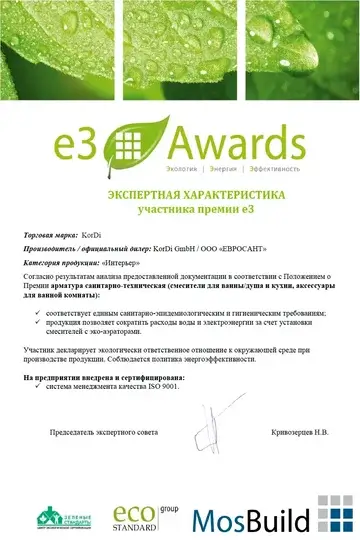 e3 Awards
Экология | Энергия | Эффективность
ЭКСПЕРТНАЯ ХАРАКТЕРИСТИКА
участника премии е3
Торговая марка: KorDi
Производитель / официальный дилер: KorDi GmbH / ООО «ЕВРОСАНТ»
Категория продукции: «Интерьер»
Согласно результатам анализа предоставленной документации в соответствии с Положением о
Премии арматура санитарно-техническая (смесители для ванны/душа и кухни, аксессуары
для ванной комнаты):
✓ соответствует единым санитарно-эпидемиологическим и гигиеническим требованиям;
✓ продукция позволяет сократить расходы воды и электроэнергии за счет установки
смесителей с эко-аэраторами.
Участник декларирует экологически ответственное отношение к окружающей среде при
производстве продукции. Соблюдается политика энергоэффективности.
На предприятии внедрена и сертифицирована:
✓ система менеджмента качества ISO 9001.
Председатель экспертного совета
Кривозерцев Н.В.
ЗЕЛЕНЫЕ
СТАНДАРТЫ
eco group
STANDARD
MosBuild